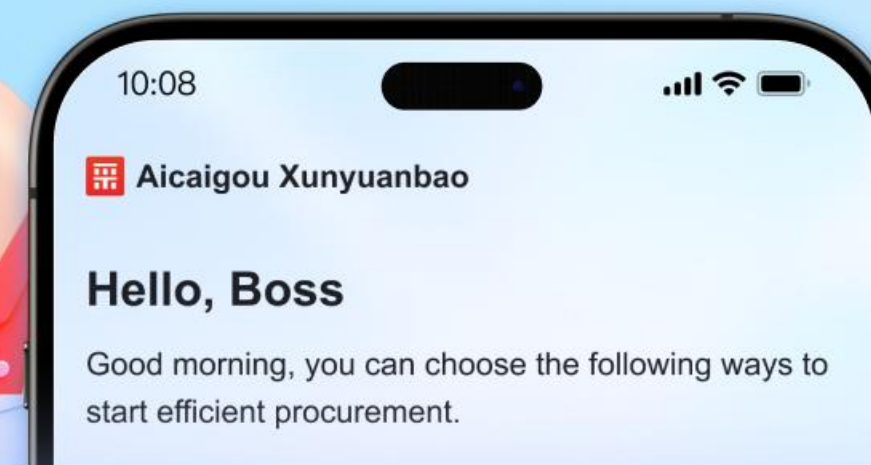 10:08
Aicaigou Xunyuanbao
Hello, Boss
Good morning, you can choose the following ways to
start efficient procurement.